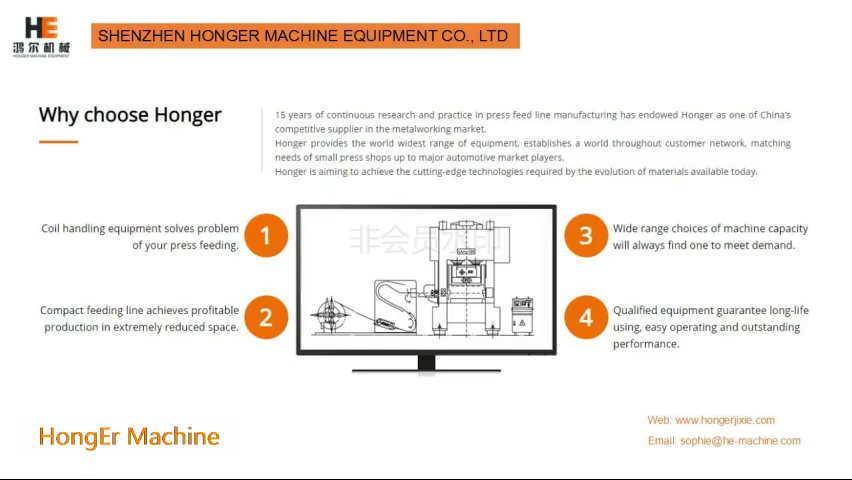 HE
鸿尔机械
HONGER MACHINE EQUIPMENT
SHENZHEN HONGER MACHINE EQUIPMENT CO., LTD
Why choose Honger
15 years of continuous research and practice in press feed line manufacturing has endowed Honger as one of China's
competitive supplier in the metalworking market.
Honger provides the world widest range of equipment, establishes a world throughout customer network, matching
needs of small press shops up to major automotive market players.
Honger is aiming to achieve the cutting-edge technologies required by the evolution of materials available today.
Coil handling equipment solves problem
of your press feeding.
1
Compact feeding line achieves profitable
production in extremely reduced space.
2
非会员水印
3
Wide range choices of machine capacity
will always find one to meet demand.
4
Qualified equipment guarantee long-life
using, easy operating and outstanding
performance.
HongEr Machine
Web: www.hongerjixie.com
Email: sophie@he-machine.com